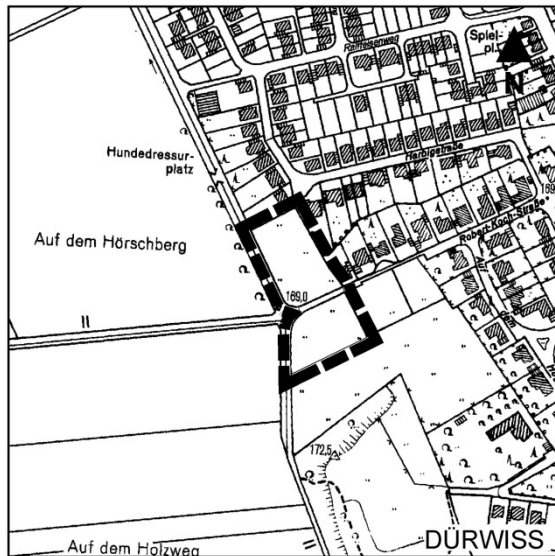 Spiel-
pl.
Raiffeisenweg
N
Hundedressur-
platz
Harbigstraße
Auf dem Hörschberg
Robert-Koch-Straße
169,0
172,5
Auf dem Holzweg
DÜRWISS